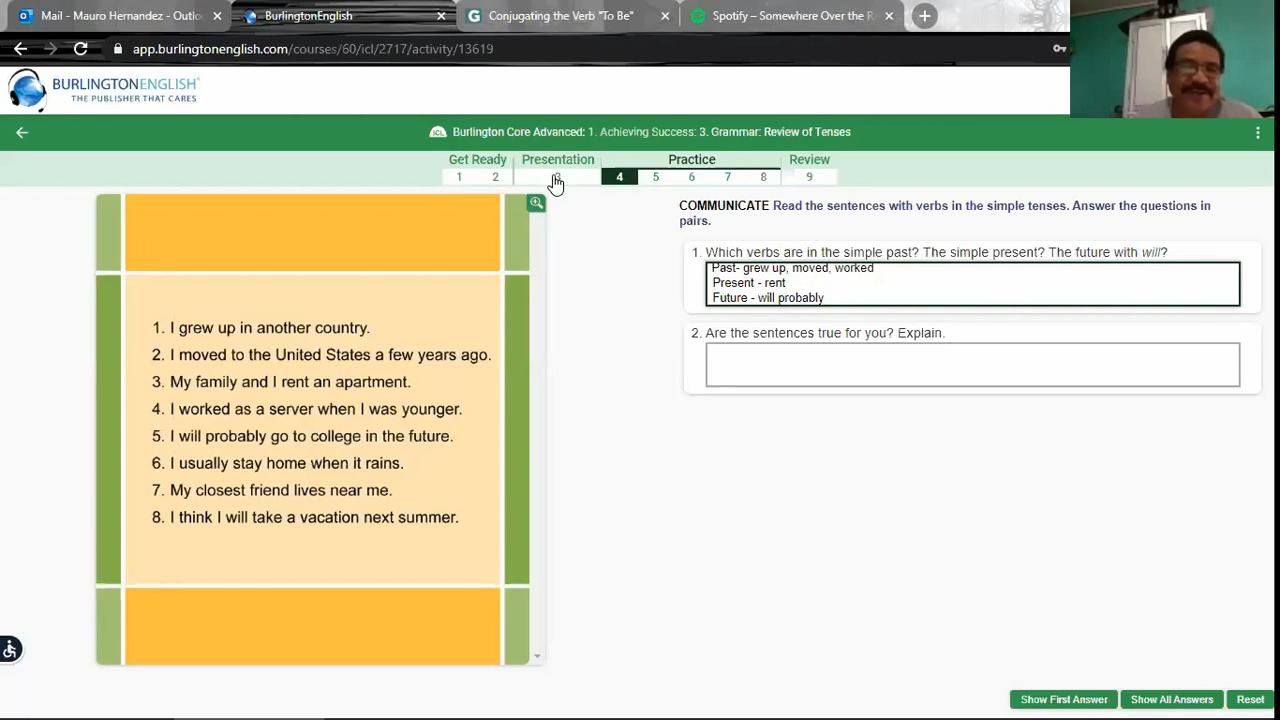 Mail - Mauro Hernandez - Outlo
BurlingtonEnglish
Conjugating the Verb "To Be"
Spotify – Somewhere Over the R
app.burlingtonenglish.com/courses/60/icl/2717/activity/13619
BURLINGTONENGLISH
THE PUBLISHER THAT CARES
ICL Burlington Core Advanced: 1. Achieving Success: 3. Grammar: Review of Tenses
Get Ready Presentation Practice Review
1 2 3 4 5 6 7 8 9
COMMUNICATE Read the sentences with verbs in the simple tenses. Answer the questions in
pairs.
1. Which verbs are in the simple past? The simple present? The future with will?
Past- grew up, moved, worked
Present - rent
Future - will probably
2. Are the sentences true for you? Explain.
1. I grew up in another country.
2. I moved to the United States a few years ago.
3. My family and I rent an apartment.
4. I worked as a server when I was younger.
5. I will probably go to college in the future.
6. I usually stay home when it rains.
7. My closest friend lives near me.
8. I think I will take a vacation next summer.
Show First Answer Show All Answers Reset